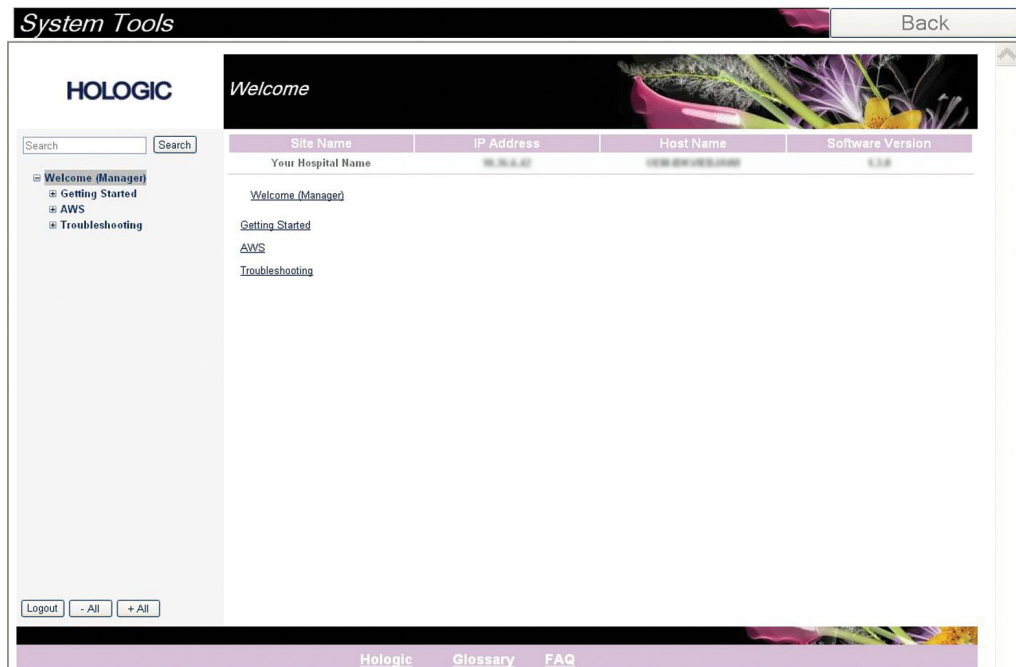 System Tools
Back
HOLOGIC
Welcome
Search
Search
Site Name IP Address Host Name Software Version
Your Hospital Name
Welcome (Manager)
Getting Started
AWS
Troubleshooting
Welcome (Manager)
Getting Started
AWS
Troubleshooting
Logout - All + All
Hologic Glossary FAQ